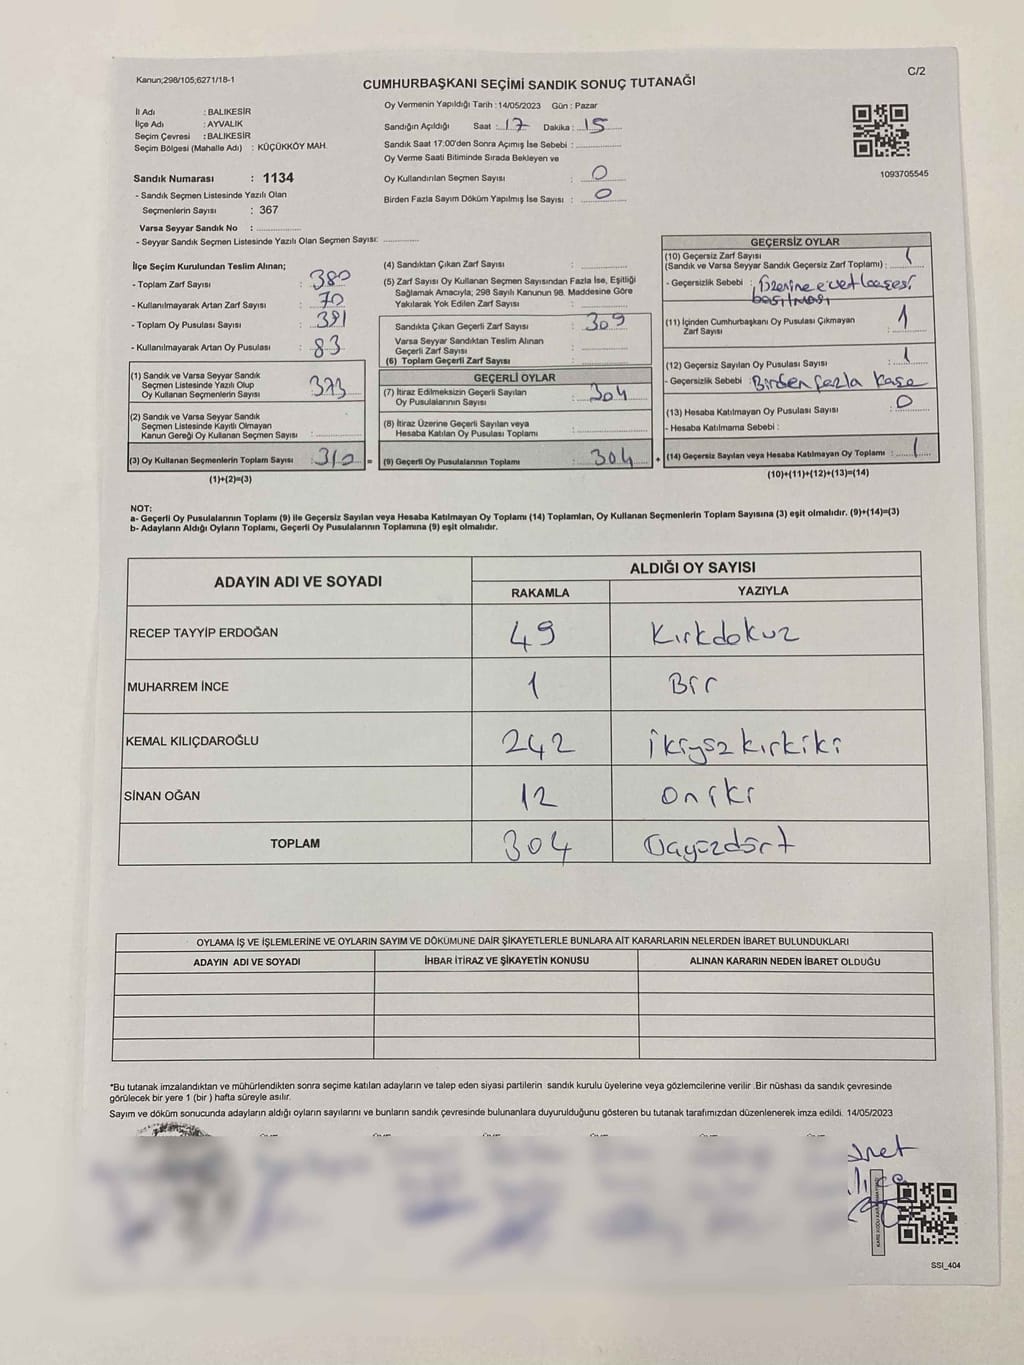 Kanun;298/105;6271/18-1
C/2
CUMHURBAŞKANI SEÇİMİ SANDIK SONUÇ TUTANAĞI
İl Adı : BALIKESİR
İlçe Adı : AYVALIK
Seçim Çevresi : BALIKESİR
Seçim Bölgesi (Mahalle Adı) : KÜÇÜKKÖY MAH.
Sandık Numarası : 1134
- Sandık Seçmen Listesinde Yazılı Olan
Seçmenlerin Sayısı : 367
Varsa Seyyar Sandık No : ..............
- Seyyar Sandık Seçmen Listesinde Yazılı Olan Seçmen Sayısı: ..............
Oy Vermenin Yapıldığı Tarih : 14/05/2023 Gün : Pazar
Sandığın Açıldığı Saat : 17 Dakika : 15
Sandık Saat 17:00'den Sonra Açımış İse Sebebi : ..............
Oy Verme Saati Bitiminde Sırada Bekleyen ve
Oy Kullandırılan Seçmen Sayısı : 0
Birden Fazla Sayım Döküm Yapılmış İse Sayısı : 0
1093705545
İlçe Seçim Kurulundan Teslim Alınan;
- Toplam Zarf Sayısı : 380
- Kullanılmayarak Artan Zarf Sayısı : 70
- Toplam Oy Pusulası Sayısı : 391
- Kullanılmayarak Artan Oy Pusulası : 83
(1) Sandık ve Varsa Seyyar Sandık
Seçmen Listesinde Yazılı Olup
Oy Kullanan Seçmenlerin Sayısı : 373
(2) Sandık ve Varsa Seyyar Sandık
Seçmen Listesinde Kayıtlı Olmayan
Kanun Gereği Oy Kullanan Seçmen Sayısı : ..............
(3) Oy Kullanan Seçmenlerin Toplam Sayısı : 310 =
(1)+(2)=(3)
(4) Sandıktan Çıkan Zarf Sayısı : ..............
(5) Zarf Sayısı Oy Kullanan Seçmen Sayısından Fazla İse, Eşitliği
Sağlamak Amacıyla; 298 Sayılı Kanunun 98. Maddesine Göre
Yakılarak Yok Edilen Zarf Sayısı : ..............
Sandıkta Çıkan Geçerli Zarf Sayısı : 309
Varsa Seyyar Sandıktan Teslim Alınan
Geçerli Zarf Sayısı : ..............
(6) Toplam Geçerli Zarf Sayısı : ..............
GEÇERLİ OYLAR
(7) İtiraz Edilmeksizin Geçerli Sayılan
Oy Pusulalarının Sayısı : 304
(8) İtiraz Üzerine Geçerli Sayılan veya
Hesaba Katılan Oy Pusulası Toplamı : ..............
(9) Geçerli Oy Pusulalarının Toplamı : 304 +
GEÇERSİZ OYLAR
(10) Geçersiz Zarf Sayısı
(Sandık ve Varsa Seyyar Sandık Geçersiz Zarf Toplamı) : 1
- Geçersizlik Sebebi : Üzerine evet kaşesi
basılması
(11) İçinden Cumhurbaşkanı Oy Pusulası Çıkmayan
Zarf Sayısı : 1
(12) Geçersiz Sayılan Oy Pusulası Sayısı : 1
- Geçersizlik Sebebi : Birden fazla kaşe
(13) Hesaba Katılmayan Oy Pusulası Sayısı : 0
- Hesaba Katılmama Sebebi :
(14) Geçersiz Sayılan veya Hesaba Katılmayan Oy Toplamı : 1
(10)+(11)+(12)+(13)=(14)
NOT:
a- Geçerli Oy Pusulalarının Toplamı (9) ile Geçersiz Sayılan veya Hesaba Katılmayan Oy Toplamı (14) Toplamları, Oy Kullanan Seçmenlerin Toplam Sayısına (3) eşit olmalıdır. (9)+(14)=(3)
b- Adayların Aldığı Oyların Toplamı, Geçerli Oy Pusulalarının Toplamına (9) eşit olmalıdır.
ADAYIN ADI VE SOYADI ALDIĞI OY SAYISI
RAKAMLA YAZIYLA
RECEP TAYYİP ERDOĞAN 49 Kırkdokuz
MUHARREM İNCE 1 Bir
KEMAL KILIÇDAROĞLU 242 İkiyüzkırkiki
SİNAN OĞAN 12 Oniki
TOPLAM 304 Üçyüzdört
OYLAMA İŞ VE İŞLEMLERİNE VE OYLARIN SAYIM VE DÖKÜMUNE DAİR ŞİKAYETLERLE BUNLARA AİT KARARLARIN NELERDEN İBARET BULUNDUKLARI
ADAYIN ADI VE SOYADI İHBAR İTİRAZ VE ŞİKAYETİN KONUSU ALINAN KARARIN NEDEN İBARET OLDUĞU
*Bu tutanak imzalandıktan ve mühürlendikten sonra seçime katılan adayların ve talep eden siyasi partilerin sandık kurulu üyelerine veya gözlemcilerine verilir .Bir nüshası da sandık çevresinde
görülecek bir yere 1 (bir ) hafta süreyle asılır.
Sayım ve döküm sonucunda adayların aldığı oyların sayılarını ve bunların sandık çevresinde bulunanlara duyurulduğunu gösteren bu tutanak tarafımızdan düzenlenerek imza edildi. 14/05/2023
SSİ_404